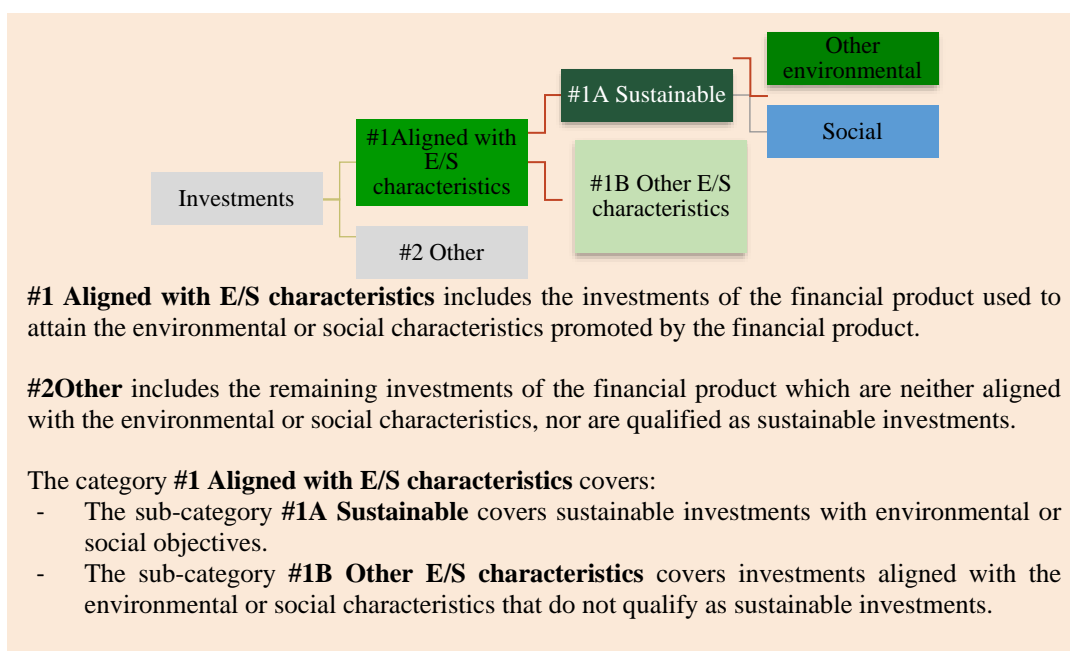 Other
environmental
#1A Sustainable
Social
#1Aligned with
E/S
characteristics
#1B Other E/S
characteristics
Investments
#2 Other
#1 Aligned with E/S characteristics includes the investments of the financial product used to
attain the environmental or social characteristics promoted by the financial product.
#2Other includes the remaining investments of the financial product which are neither aligned
with the environmental or social characteristics, nor are qualified as sustainable investments.
The category #1 Aligned with E/S characteristics covers:
- The sub-category #1A Sustainable covers sustainable investments with environmental or
social objectives.
- The sub-category #1B Other E/S characteristics covers investments aligned with the
environmental or social characteristics that do not qualify as sustainable investments.